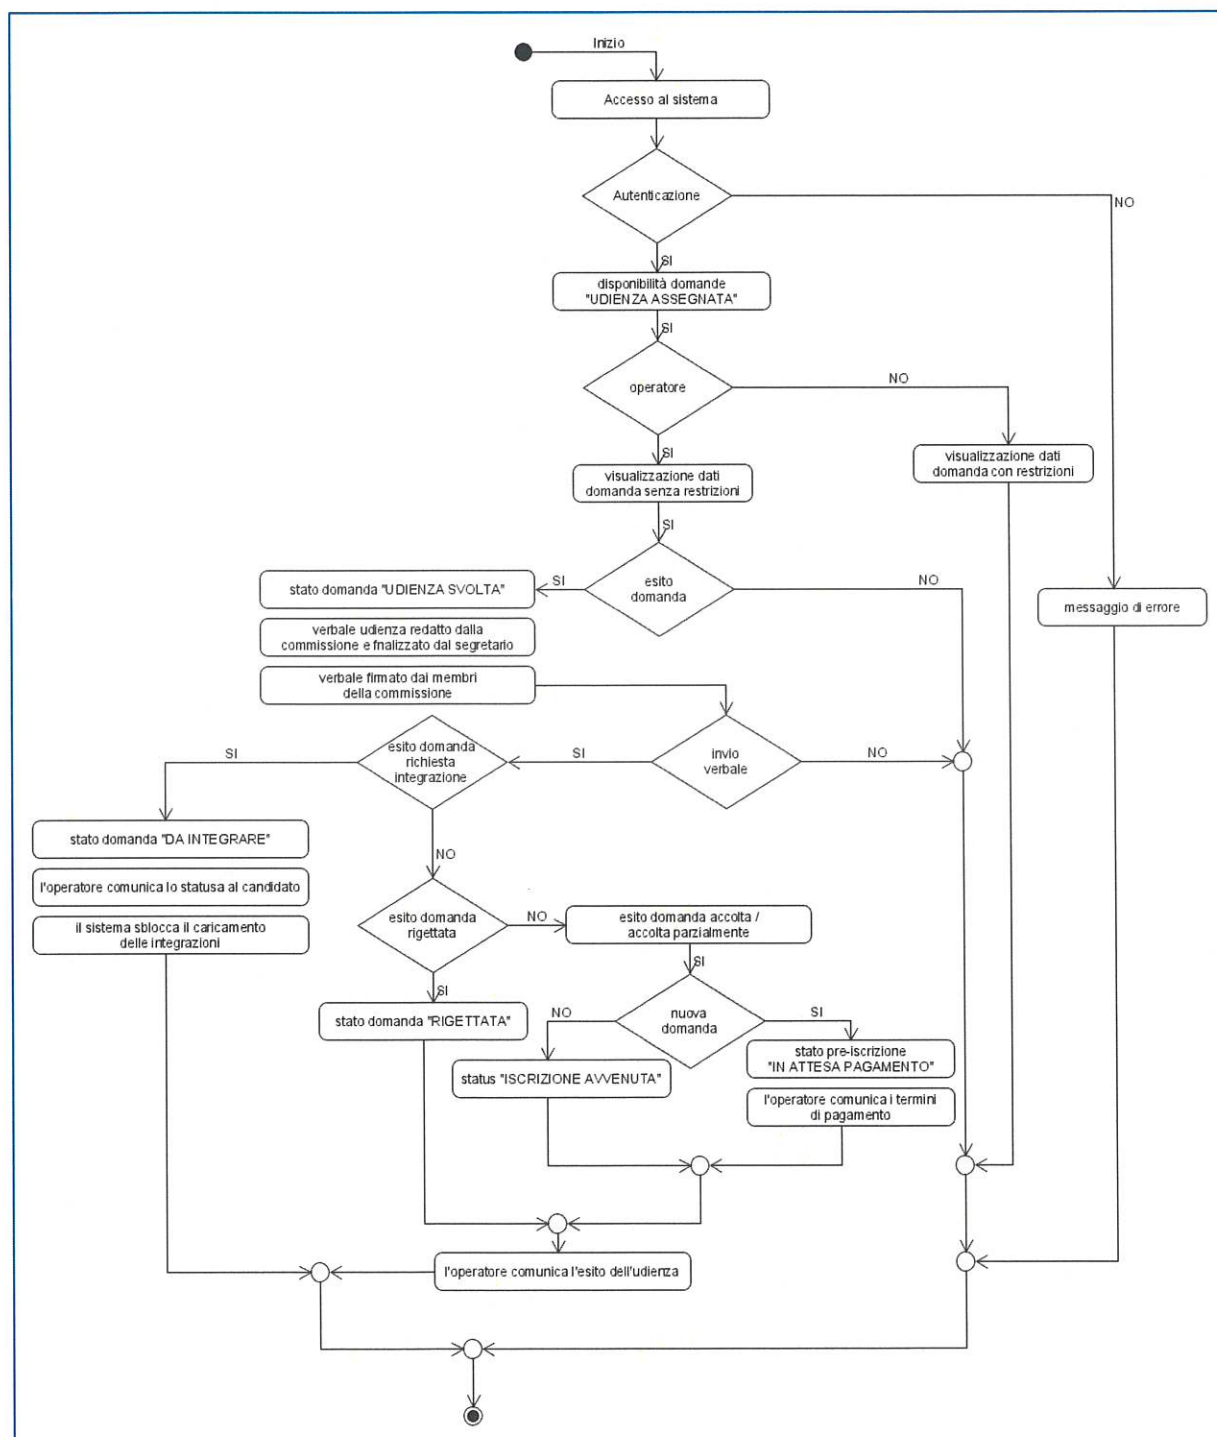 Inizio
Accesso al sistema
Autenticazione
NO
SI
disponibilità domande
"UDIENZA ASSEGNATA"
SI
operatore
NO
SI
visualizzazione dati
domanda con restrizioni
visualizzazione dati
domanda senza restrizioni
SI
esito
domanda
SI
NO
stato domanda "UDIENZA SVOLTA"
messaggio di errore
verbale udienza redatto dalla
commissione e fnalizzato dal segretario
verbale firmato dai membri
della commissione
esito domanda
richiesta
integrazione
SI
SI
invio
verbale
NO
stato domanda "DA INTEGRARE"
NO
l'operatore comunica lo statusa al candidato
il sistema sblocca il caricamento
delle integrazioni
esito domanda
rigettata
NO
esito domanda accolta /
accolta parzialmente
SI
SI
stato domanda "RIGETTATA"
NO
nuova
domanda
SI
stato pre-iscrizione
"IN ATTESA PAGAMENTO"
status "ISCRIZIONE AVVENUTA"
l'operatore comunica i termini
di pagamento
l'operatore comunica l'esito dell'udienza